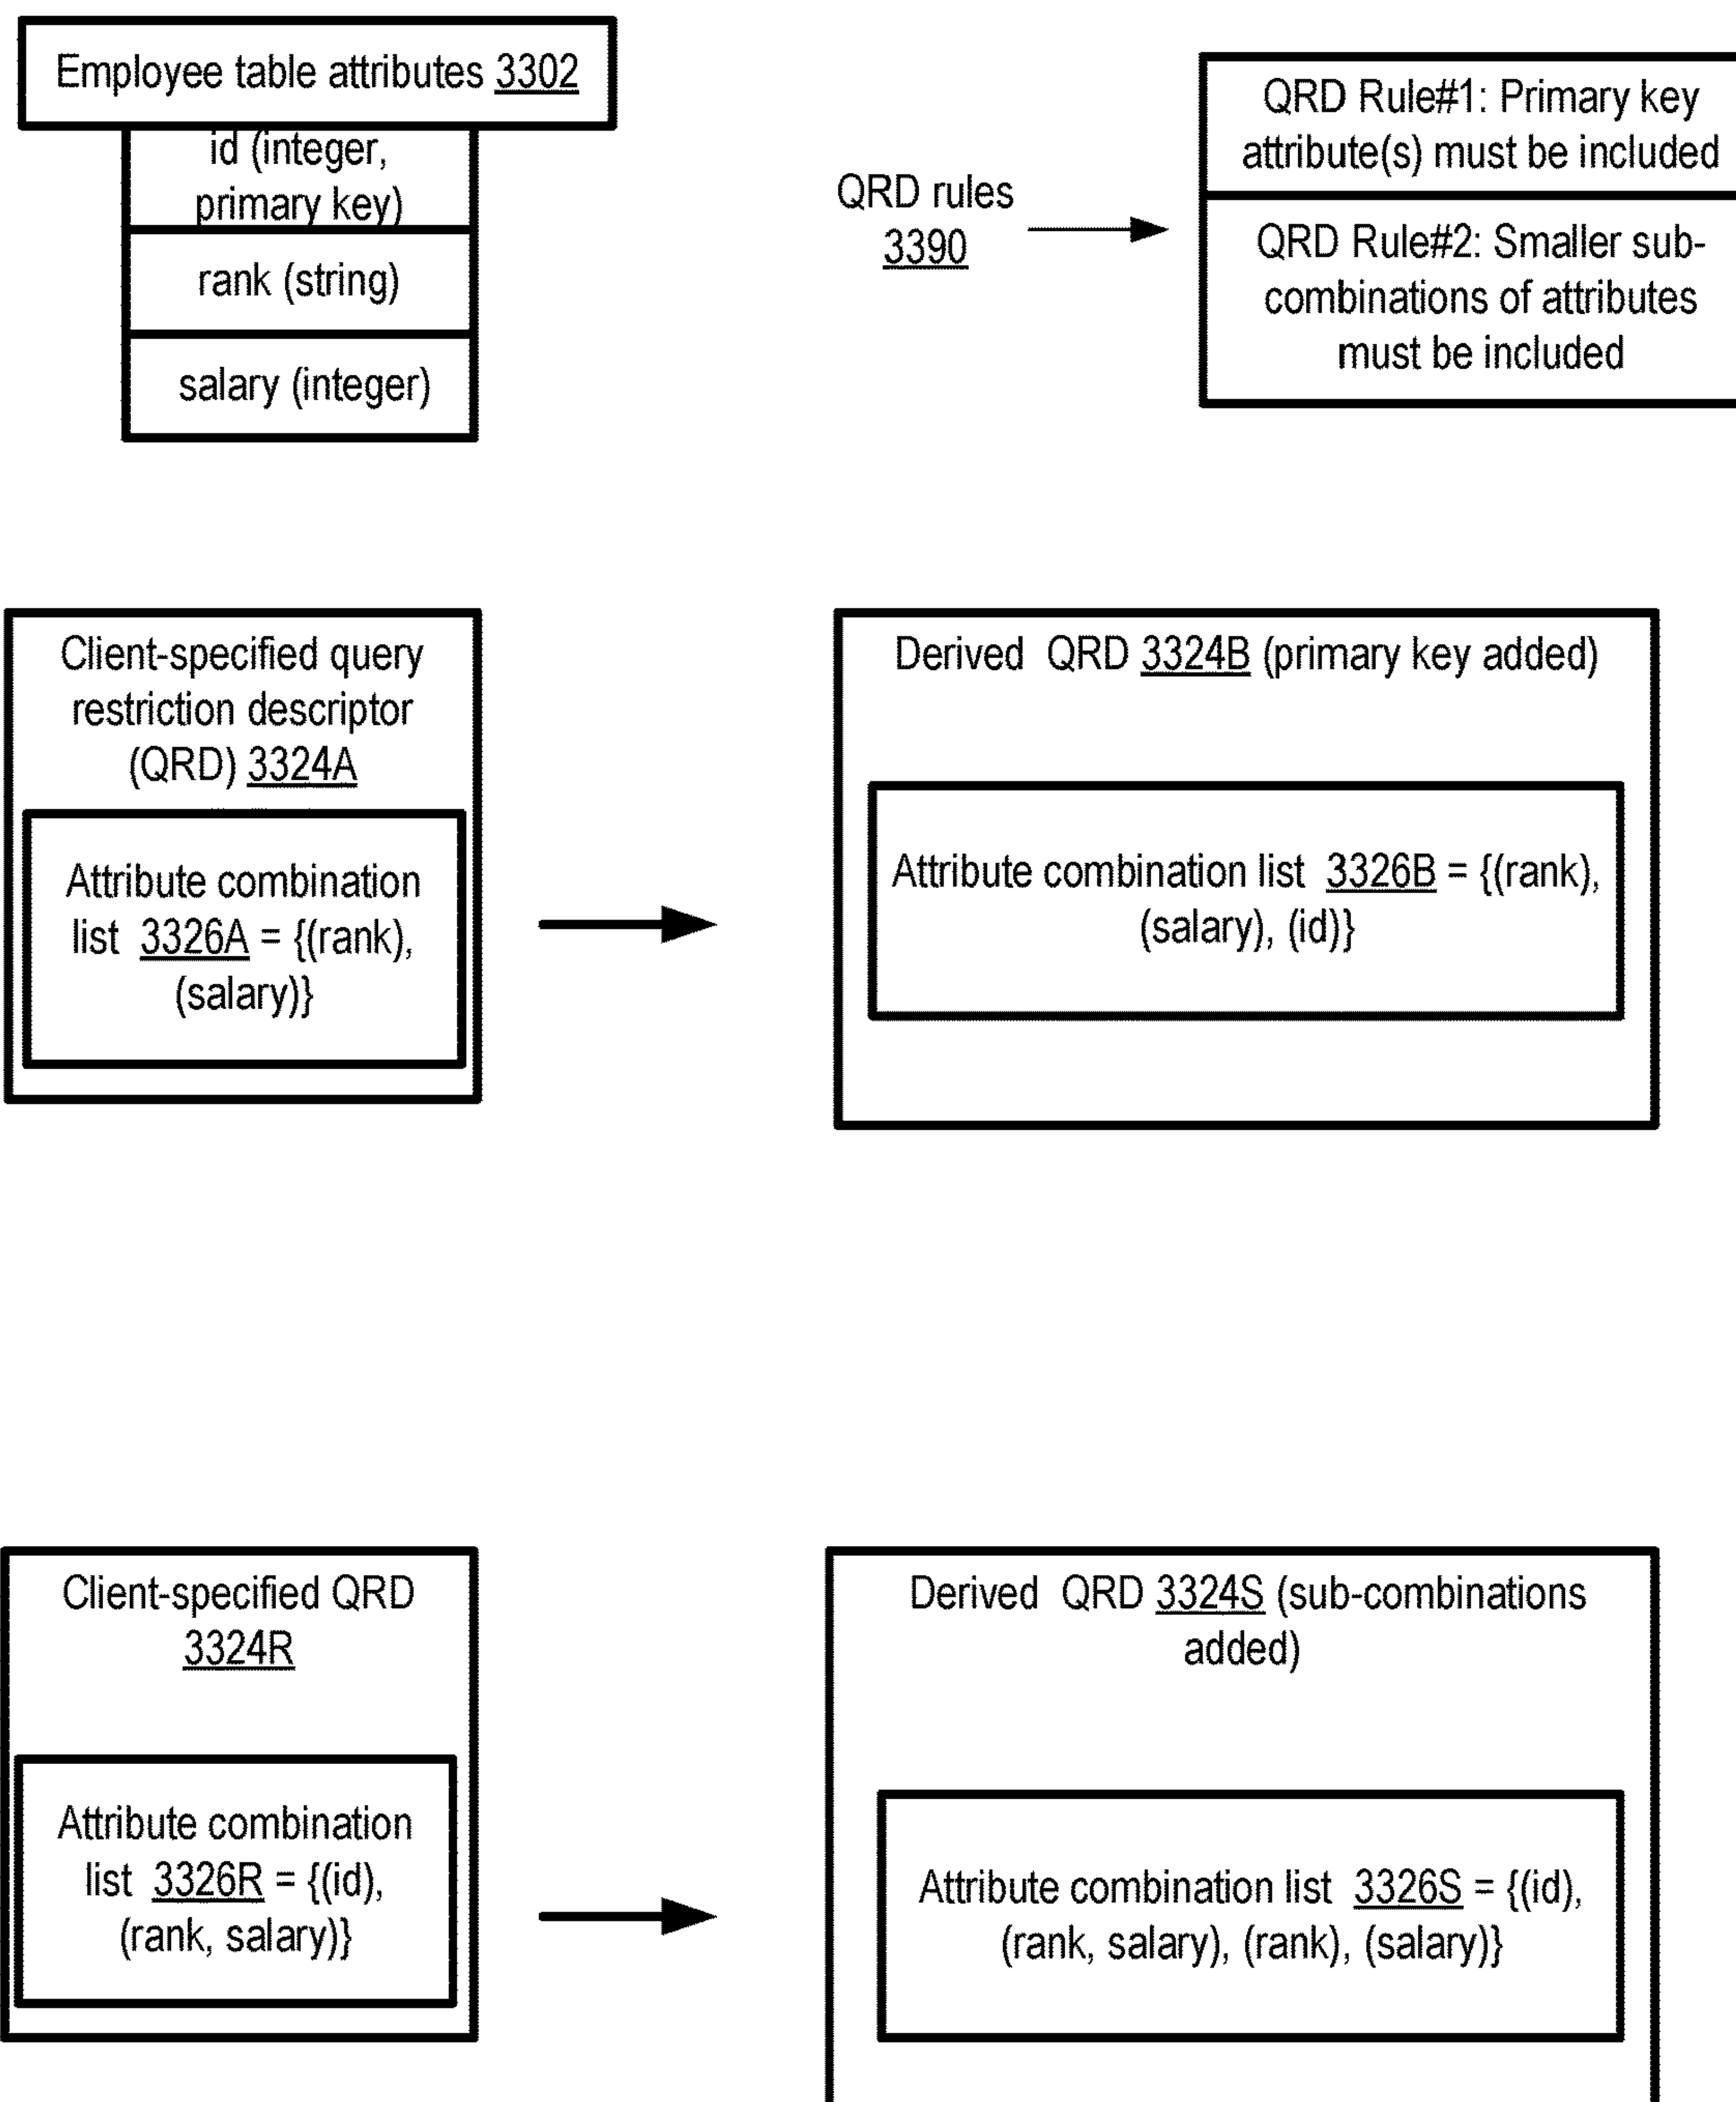 Employee table attributes 3302
id (integer,
primary key)
rank (string)
salary (integer)
QRD rules
3390
QRD Rule#1: Primary key
attribute(s) must be included
QRD Rule#2: Smaller sub-
combinations of attributes
must be included
Client-specified query
restriction descriptor
(QRD) 3324A
Attribute combination
list 3326A = {(rank),
(salary)}
Derived QRD 3324B (primary key added)
Attribute combination list 3326B = {(rank),
(salary), (id)}
Client-specified QRD
3324R
Attribute combination
list 3326R = {(id),
(rank, salary)}
Derived QRD 3324S (sub-combinations
added)
Attribute combination list 3326S = {(id),
(rank, salary), (rank), (salary)}